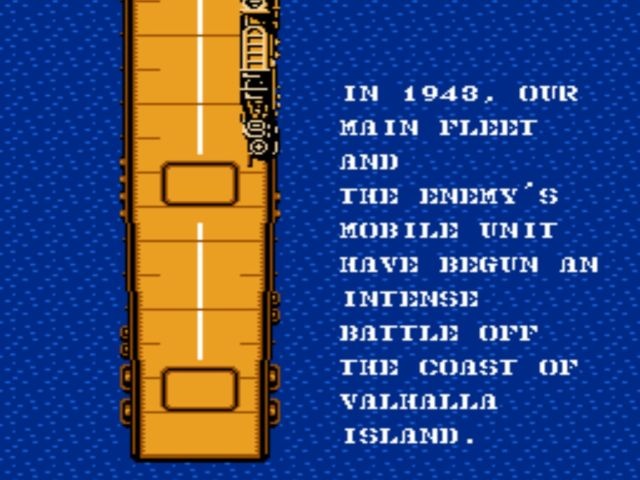 IN 1943, OUR
MAIN FLEET
AND
THE ENEMY'S
MOBILE UNIT
HAVE BEGUN AN
INTENSE
BATTLE OFF
THE COAST OF
VALHALLA
ISLAND.